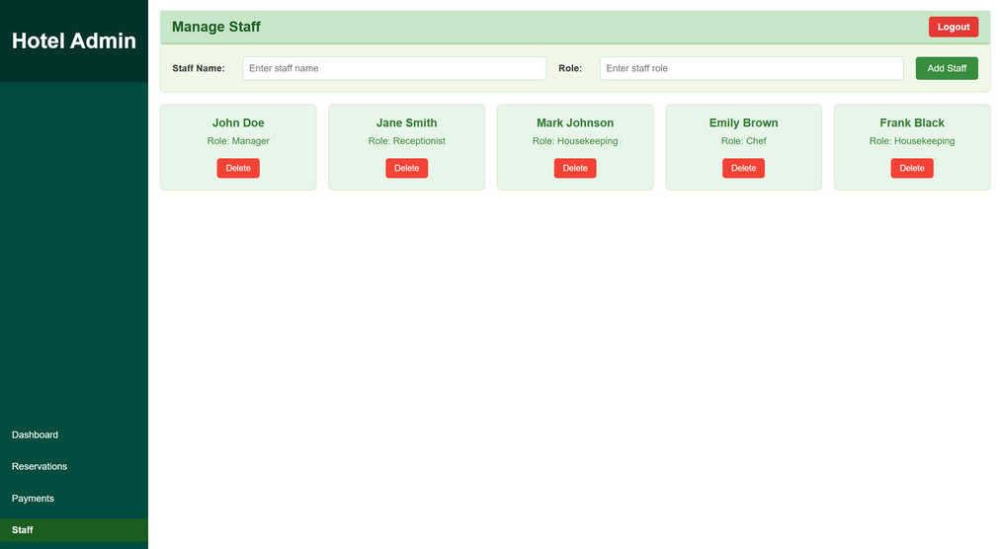 Hotel Admin
Dashboard
Reservations
Payments
Staff
Manage Staff
Logout
Staff Name:
Enter staff name
Role:
Enter staff role
Add Staff
John Doe
Role: Manager
Delete
Jane Smith
Role: Receptionist
Delete
Mark Johnson
Role: Housekeeping
Delete
Emily Brown
Role: Chef
Delete
Frank Black
Role: Housekeeping
Delete